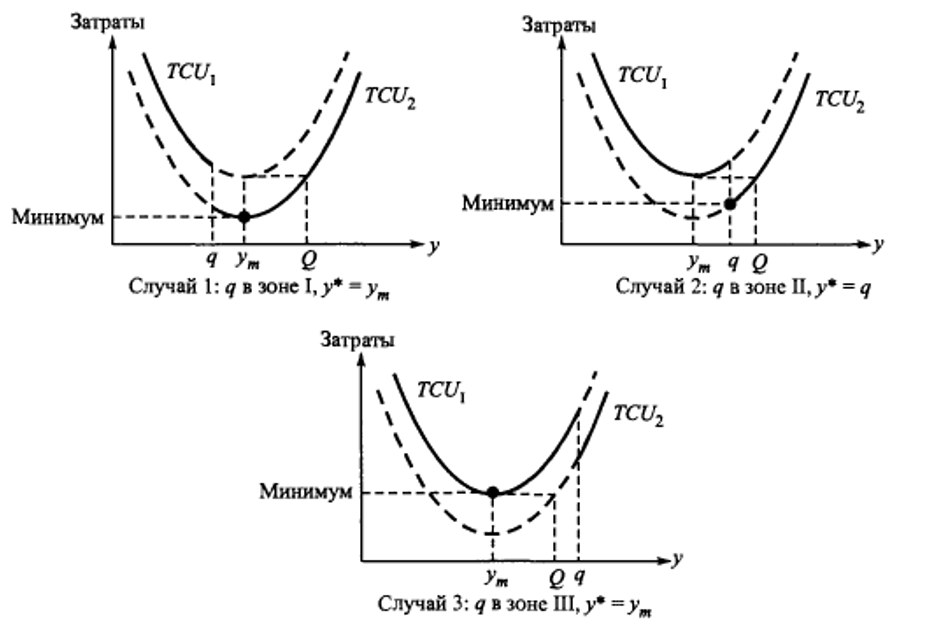 Затраты
TCU₁
TCU₂
Минимум
q yₘ Q y
Случай 1: q в зоне I, y* = yₘ
Затраты
TCU₁
TCU₂
Минимум
yₘ q Q y
Случай 2: q в зоне II, y* = q
Затраты
TCU₁
TCU₂
Минимум
yₘ Q q y
Случай 3: q в зоне III, y* = yₘ